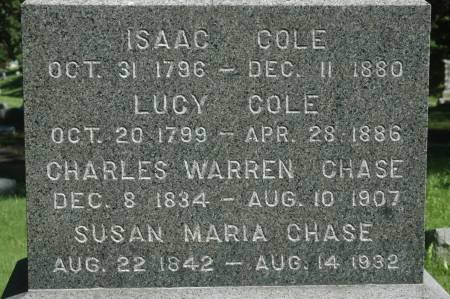 ISAAC COLE
OCT. 31 1796 – DEC. 11 1880
LUCY COLE
OCT. 20 1799 – APR. 28 1886
CHARLES WARREN CHASE
DEC. 8 1834 – AUG. 10 1907
SUSAN MARIA CHASE
AUG. 22 1842 – AUG. 14 1932